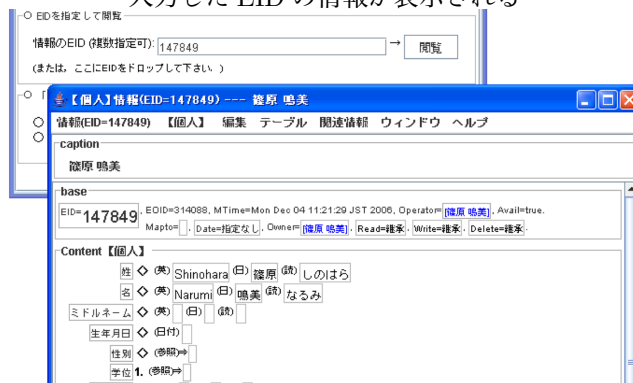 入力した EID の情報が表示される
EIDを指定して閲覧
情報のEID (複数指定可): 147849 → 閲覧
(または，ここにEIDをドロップして下さい。)
【個人】情報(EID=147849) --- 篠原 鳴美
情報(EID=147849) 【個人】 編集 テーブル 関連情報 ウィンドウ ヘルプ
caption
篠原 鳴美
base
EID= 147849 , EOID=314088, MTime=Mon Dec 04 11:21:29 JST 2006, Operator= [篠原 鳴美] , Avail=true.
Mapto= , Date=指定なし , Owner= [篠原 鳴美] , Read=継承 , Write=継承 , Delete=継承 .
Content【個人】
姓 ◇ (英) Shinohara (日) 篠原 (読) しのはら
名 ◇ (英) Narumi (日) 鳴美 (読) なるみ
ミドルネーム ◇ (英) (日) (読)
生年月日 ◇ (日付)
性別 ◇ (参照)⇒
学位 1. (参照)⇒